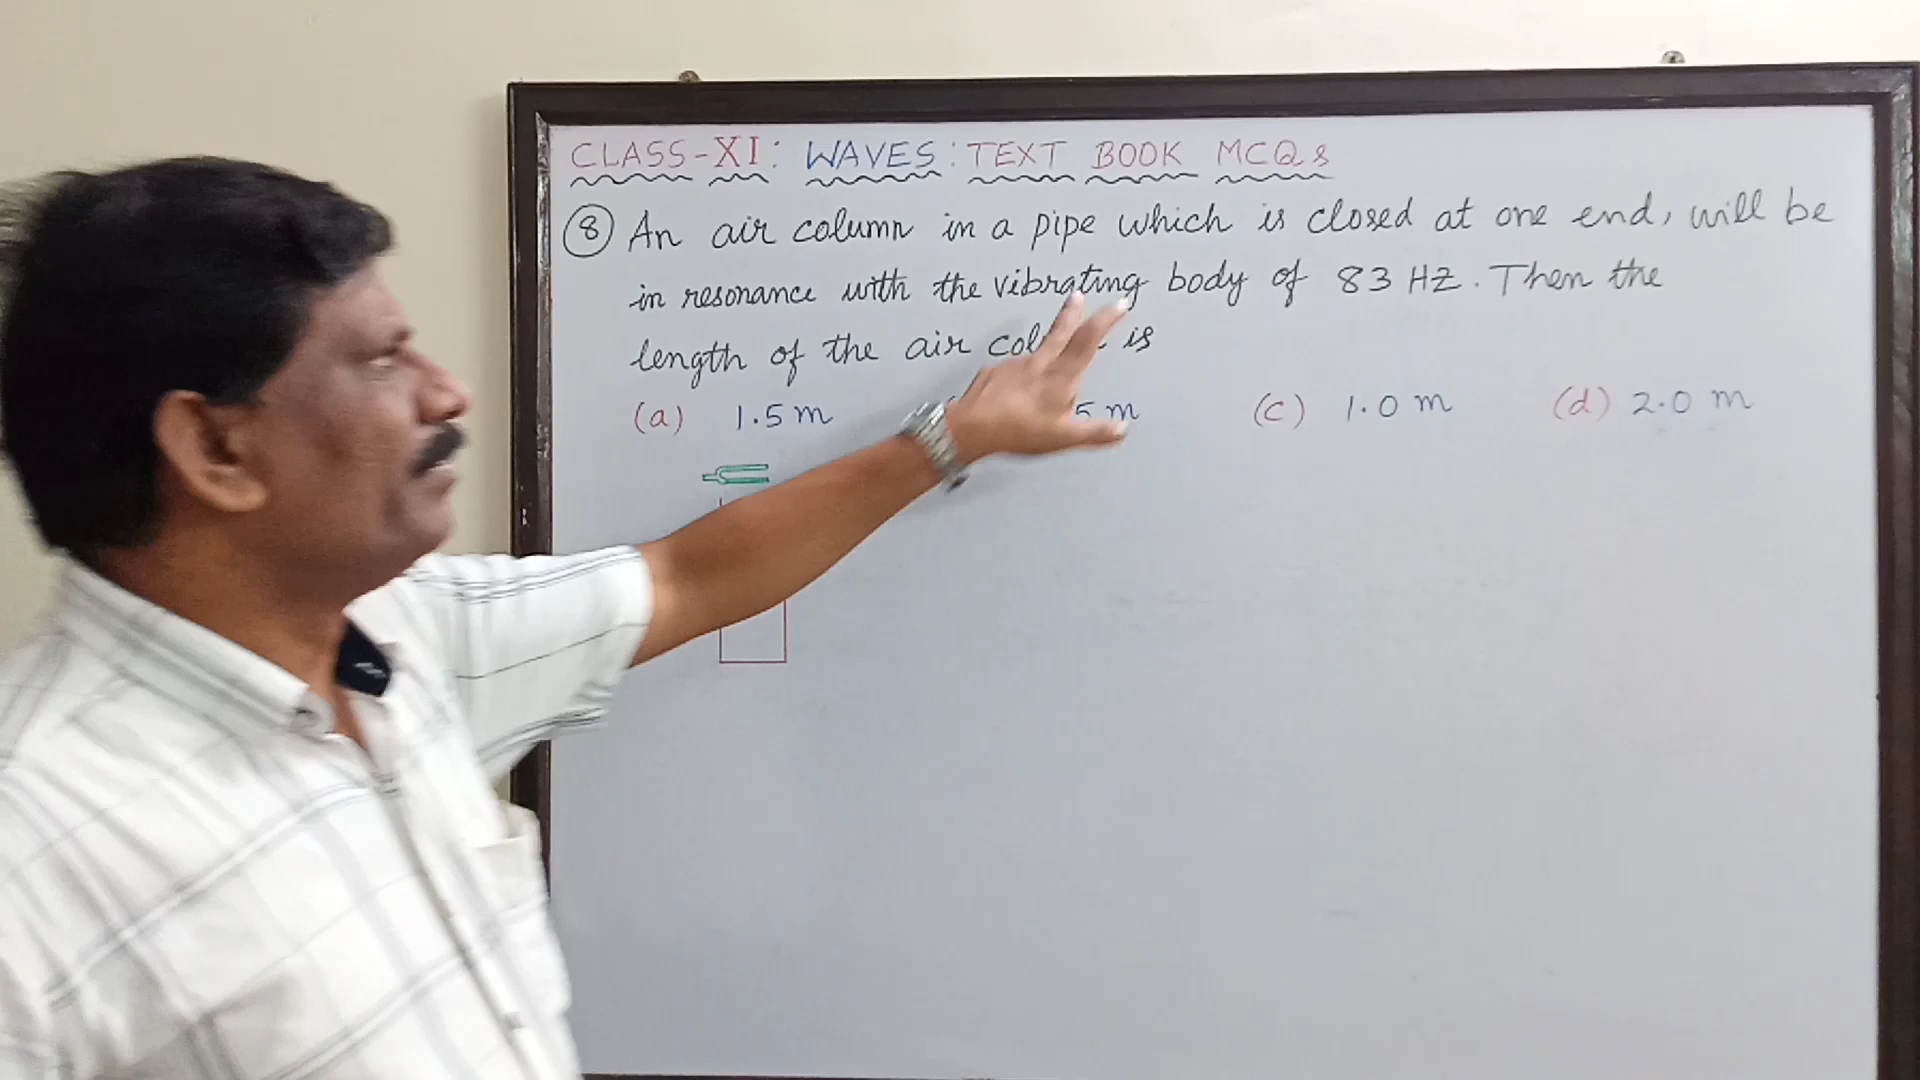 CLASS-XI: WAVES: TEXT BOOK MCQs
8 An air column in a pipe which is closed at one end, will be
in resonance with the vibrating body of 83 HZ. Then the
length of the air is
(a) 1.5 m 5 m (c) 1.0 m (d) 2.0 m